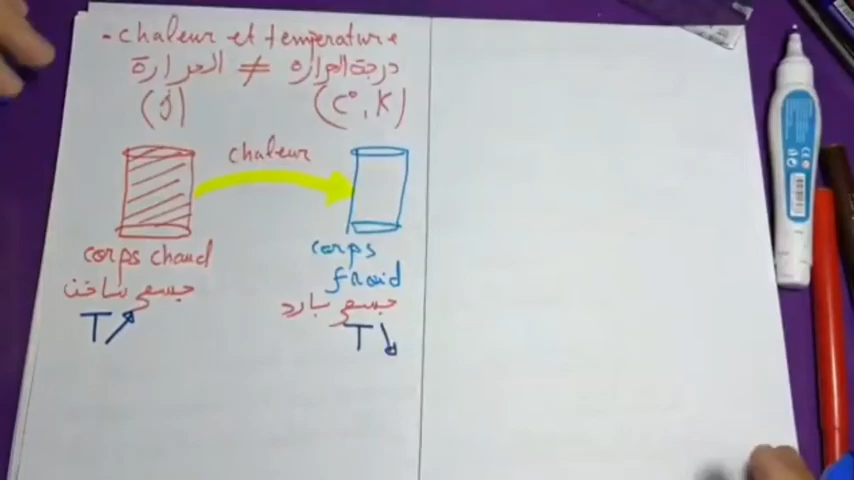 - chaleur et température
درجة الحرارة ≠ الحرارة
(J) (C°, K)
chaleur
corps chaud
corps froid
جسم ساخن
جسم بارد
T↗
T↘